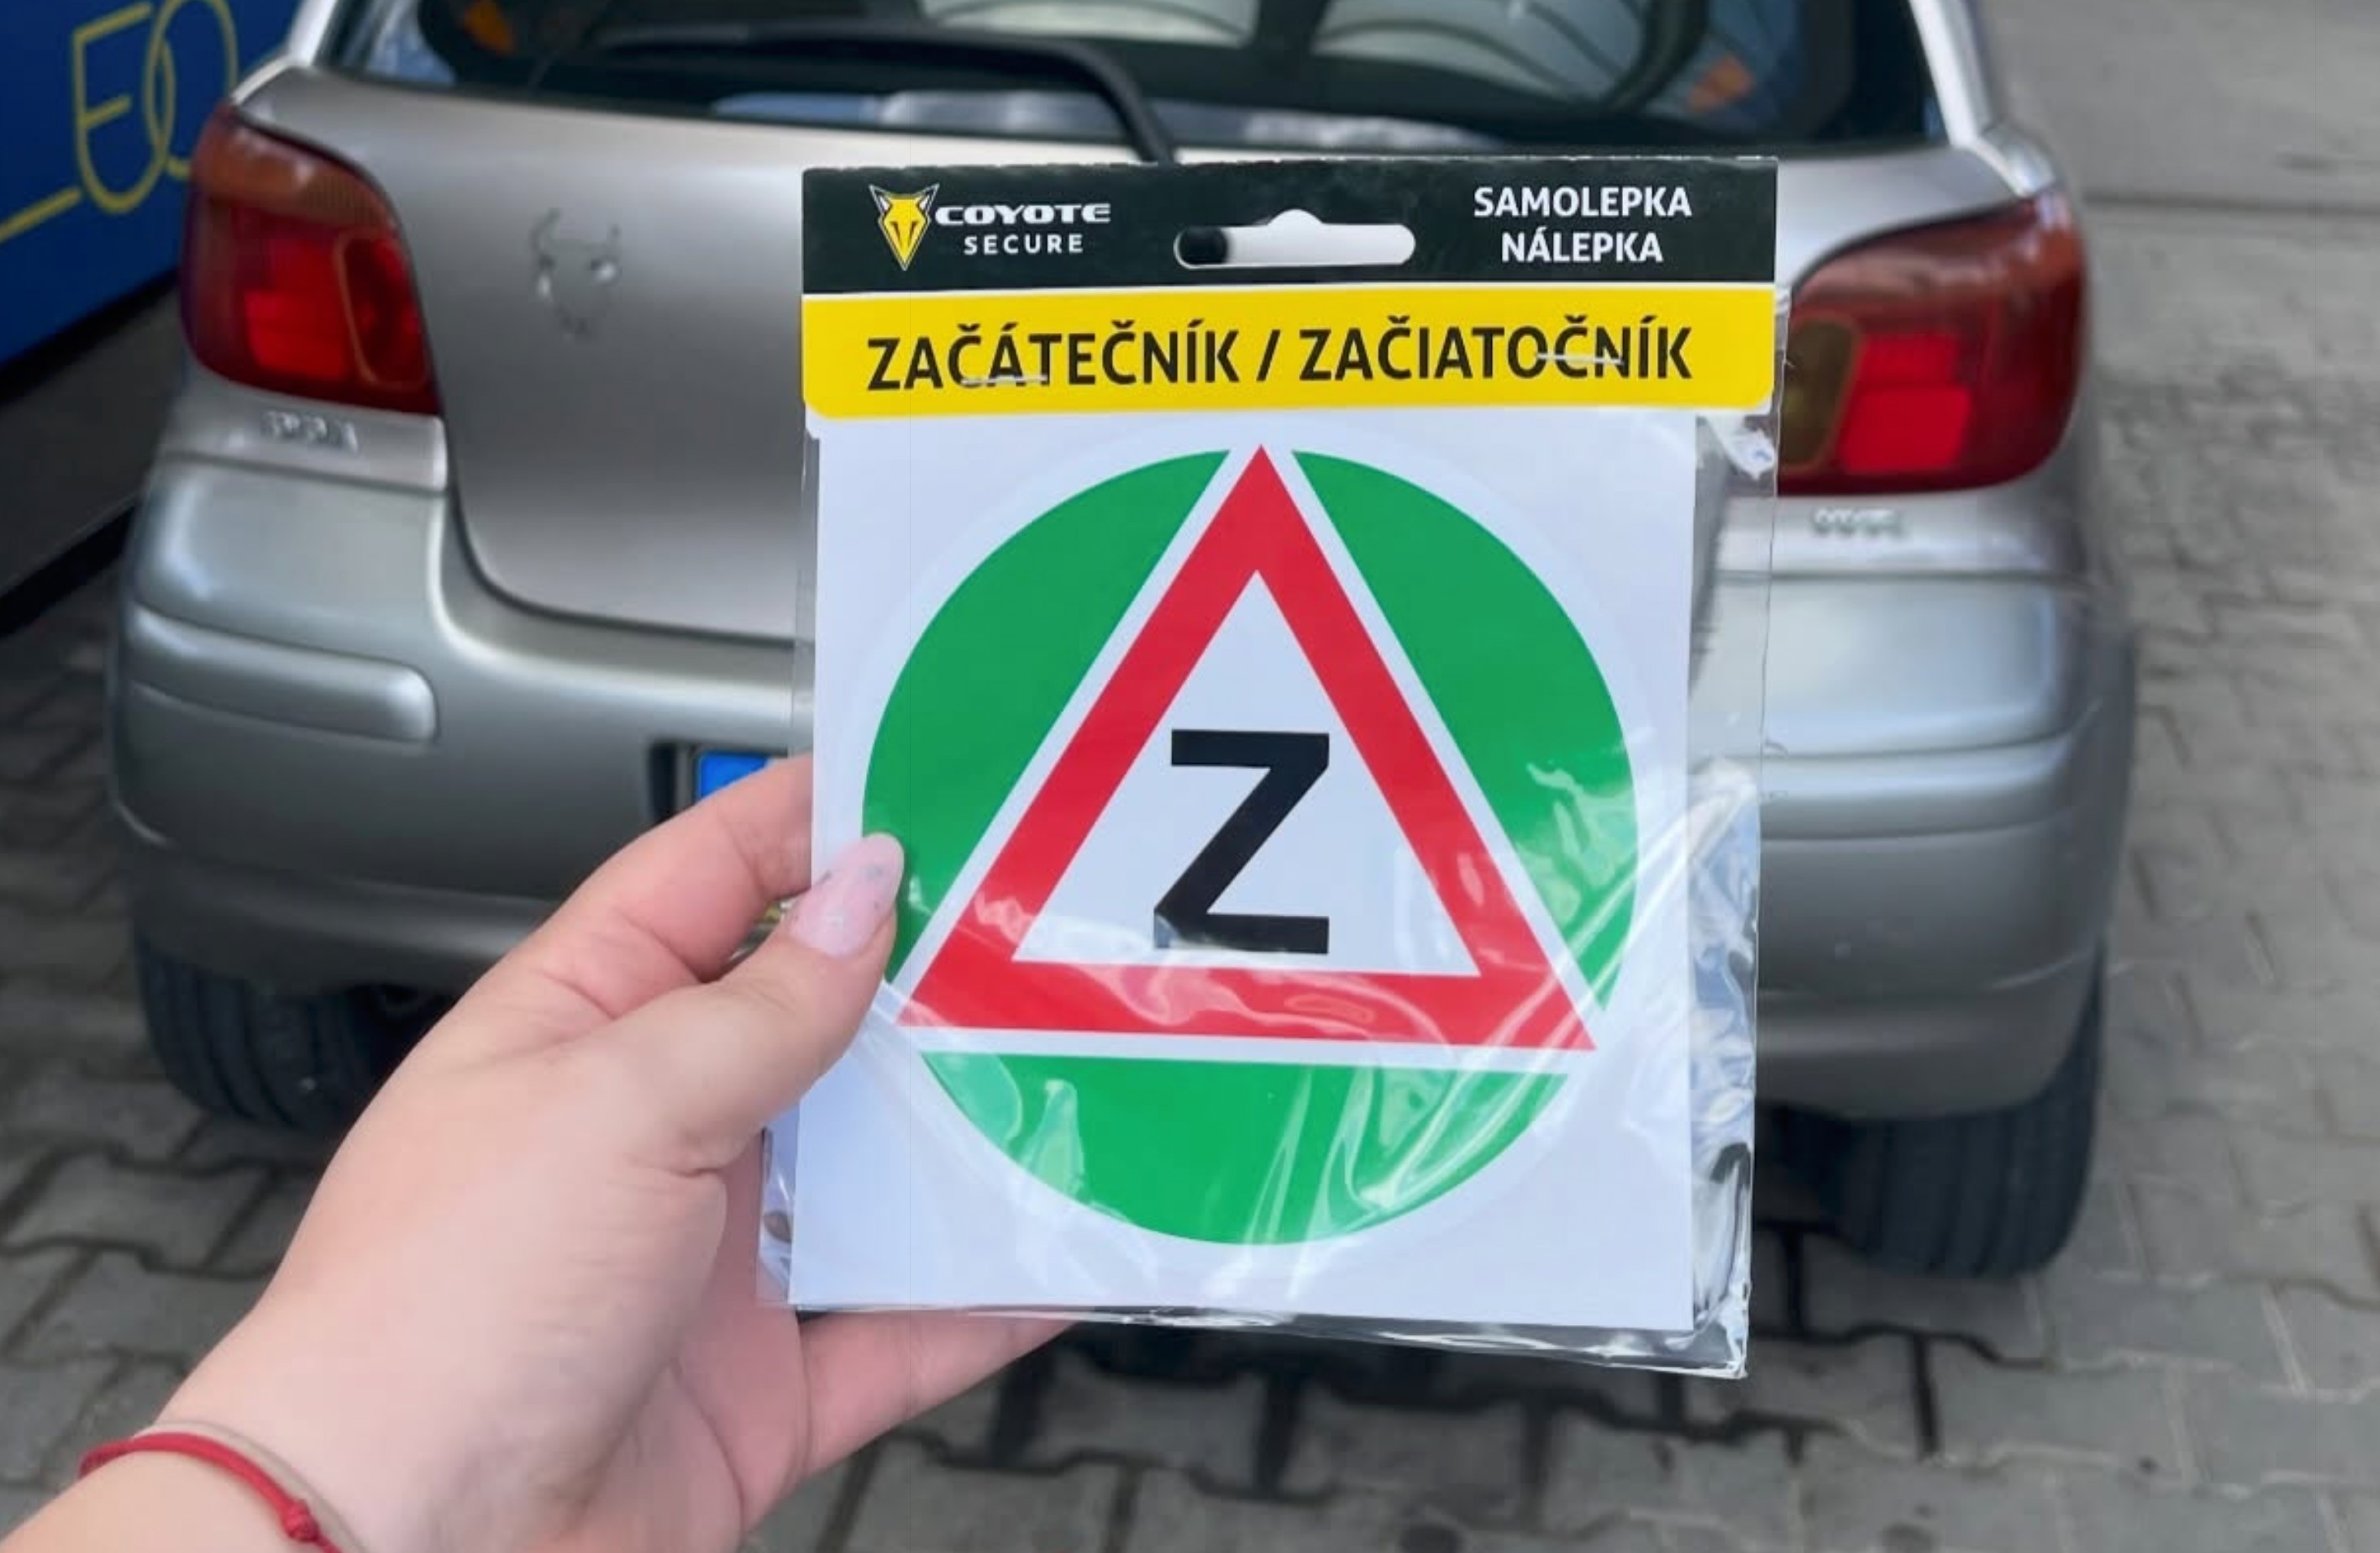 COYOTE
SECURE
SAMOLEPKA
NÁLEPKA
ZAČÁTEČNÍK / ZAČIATOČNÍK
Z